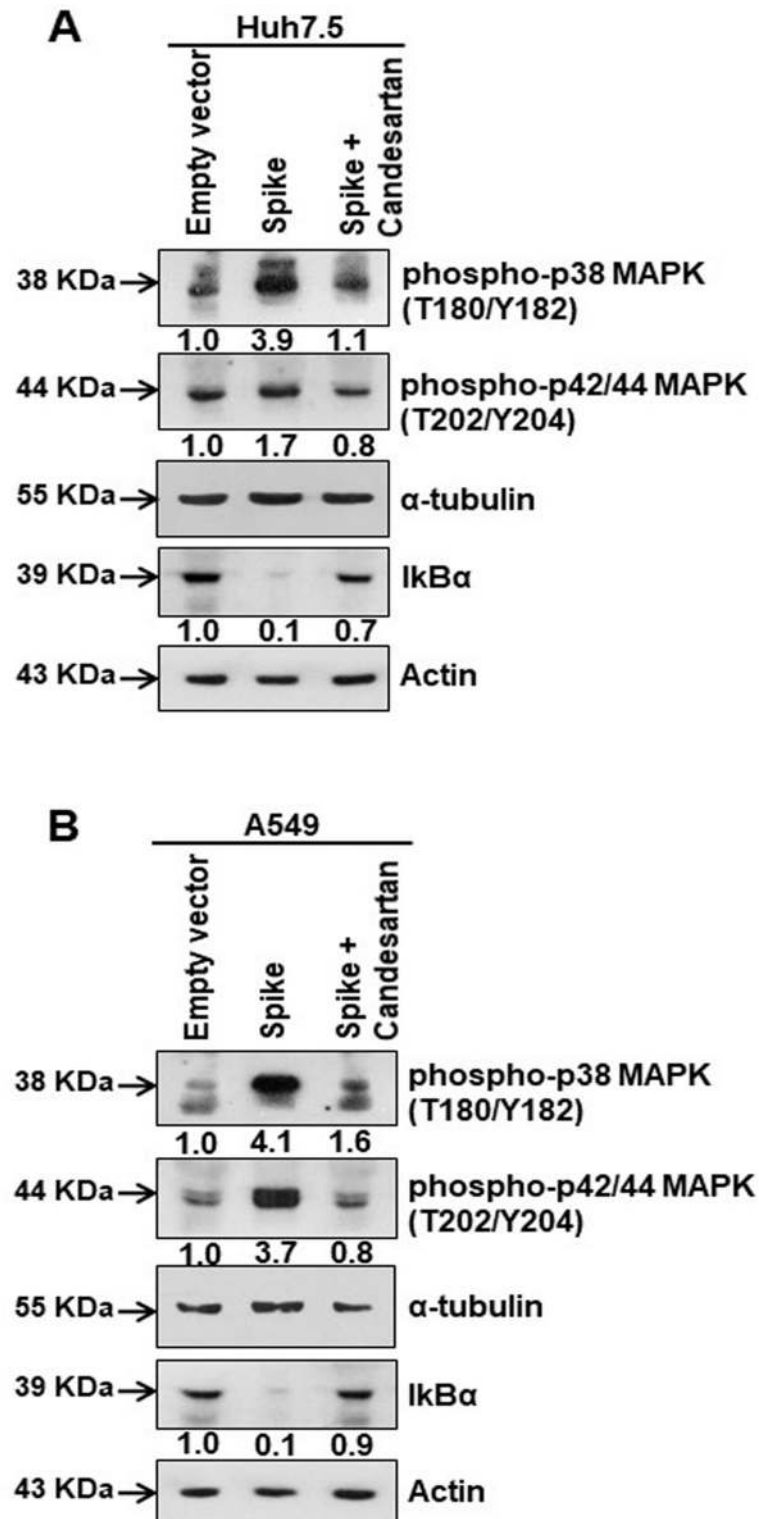 A
Huh7.5
Empty vector
Spike
Spike +
Candesartan
38 KDa
phospho-p38 MAPK
(T180/Y182)
1.0 3.9 1.1
44 KDa
phospho-p42/44 MAPK
(T202/Y204)
1.0 1.7 0.8
55 KDa
α-tubulin
39 KDa
IkBα
1.0 0.1 0.7
43 KDa
Actin
B
A549
Empty vector
Spike
Spike +
Candesartan
38 KDa
phospho-p38 MAPK
(T180/Y182)
1.0 4.1 1.6
44 KDa
phospho-p42/44 MAPK
(T202/Y204)
1.0 3.7 0.8
55 KDa
α-tubulin
39 KDa
IkBα
1.0 0.1 0.9
43 KDa
Actin